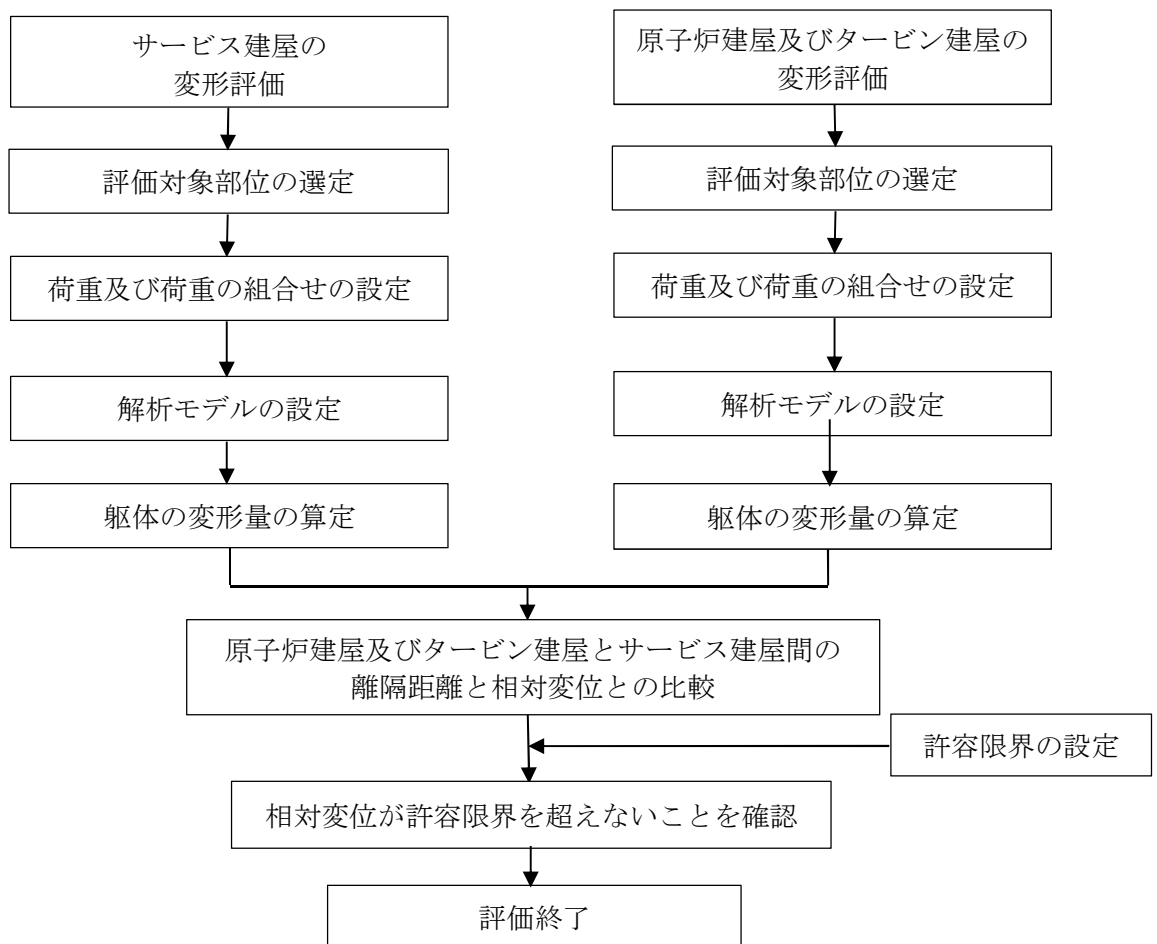 サービス建屋の
変形評価
評価対象部位の選定
荷重及び荷重の組合せの設定
解析モデルの設定
躯体の変形量の算定
原子炉建屋及びタービン建屋の
変形評価
評価対象部位の選定
荷重及び荷重の組合せの設定
解析モデルの設定
躯体の変形量の算定
原子炉建屋及びタービン建屋とサービス建屋間の
離隔距離と相対変位との比較
許容限界の設定
相対変位が許容限界を超えないことを確認
評価終了